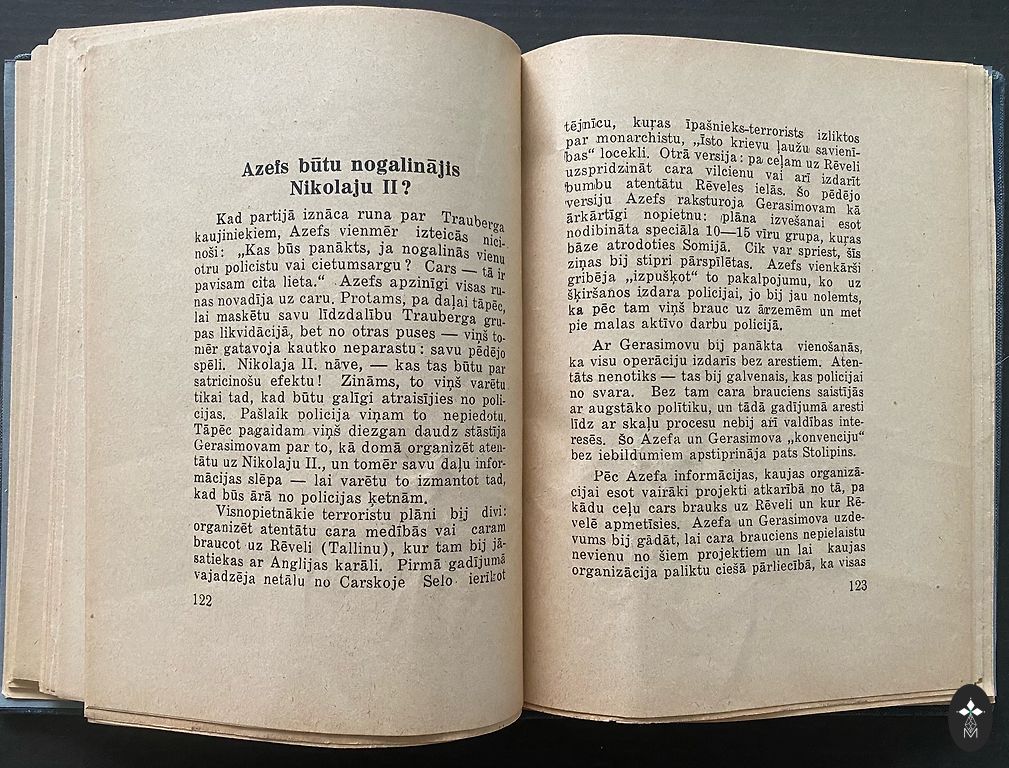 Azefs būtu nogalinājis
Nikolaju II?
Kad partijā iznāca runa par Trauberga
kaujiniekiem, Azefs vienmēr izteicās nici-
noši: „Kas būs panākts, ja nogalinās vienu
otru policistu vai cietumsargu? Cars — tā ir
pavisam cita lieta.“ Azefs apzinīgi visas ru-
nas novadīja uz caru. Protams, pa daļai tāpēc,
lai maskētu savu līdzdalību Trauberga gru-
pas likvidācijā, bet no otras puses — viņš to-
mēr gatavoja kautko neparastu: savu pēdējo
spēli. Nikolaja II. nāve, — kas tas būtu par
satricinošu efektu! Zināms, to viņš varētu
tikai tad, kad būtu galīgi atraisījies no poli-
cijas. Pašlaik policija viņam to nepiedotu.
Tāpēc pagaidam viņš diezgan daudz stāstīja
Gerasimovam par to, kā domā organizēt aten-
tātu uz Nikolaju II., un tomēr savu daļu infor-
mācijas slēpa — lai varētu to izmantot tad,
kad būs ārā no policijas ķetnām.
Visnopietnākie terroristu plāni bij divi:
organizēt atentātu cara medībās vai caram
braucot uz Rēveli (Tallinu), kur tam bij jā-
satiekas ar Anglijas karāli. Pirmā gadījumā
vajadzēja netālu no Carskoje Selo ierīkot
122
tējnīcu, kuŗas īpašnieks-terrorists izliktos
par monarchistu, „Īsto krievu ļaužu savienī-
bas“ locekli. Otrā versija: pa ceļam uz Rēveli
uzspridzināt cara vilcienu vai arī izdarīt
bumbu atentātu Rēveles ielās. Šo pēdējo
versiju Azefs raksturoja Gerasimovam kā
ārkārtīgi nopietnu: plāna izvešanai esot
nodibināta speciāla 10—15 vīru grupa, kuŗas
bāze atrodoties Somijā. Cik var spriest, šīs
ziņas bij stipri pārspīlētas. Azefs vienkārši
gribēja „izpušķot“ to pakalpojumu, ko uz
šķiršanos izdara policijai, jo bij jau nolemts,
ka pēc tam viņš brauc uz ārzemēm un met
pie malas aktīvo darbu policijā.
Ar Gerasimovu bij panākta vienošanās,
ka visu operāciju izdarīs bez arestiem. Aten-
tāts nenotiks — tas bij galvenais, kas policijai
no svara. Bez tam cara brauciens saistījās
ar augstāko polītiku, un tādā gadījumā aresti
līdz ar skaļu procesu nebij arī valdības inte-
resēs. Šo Azefa un Gerasimova „konvenciju“
bez iebildumiem apstiprināja pats Stolipins.
Pēc Azefa informācijas, kaujas organizā-
cijai esot vairāki projekti atkarībā no tā, pa
kādu ceļu cars brauks uz Rēveli un kur Rē-
velē apmetīsies. Azefa un Gerasimova uzde-
vums bij gādāt, lai cara brauciens nepielaistu
nevienu no šiem projektiem un lai kaujas
organizācija paliktu ciešā pārliecībā, ka visas
123
M